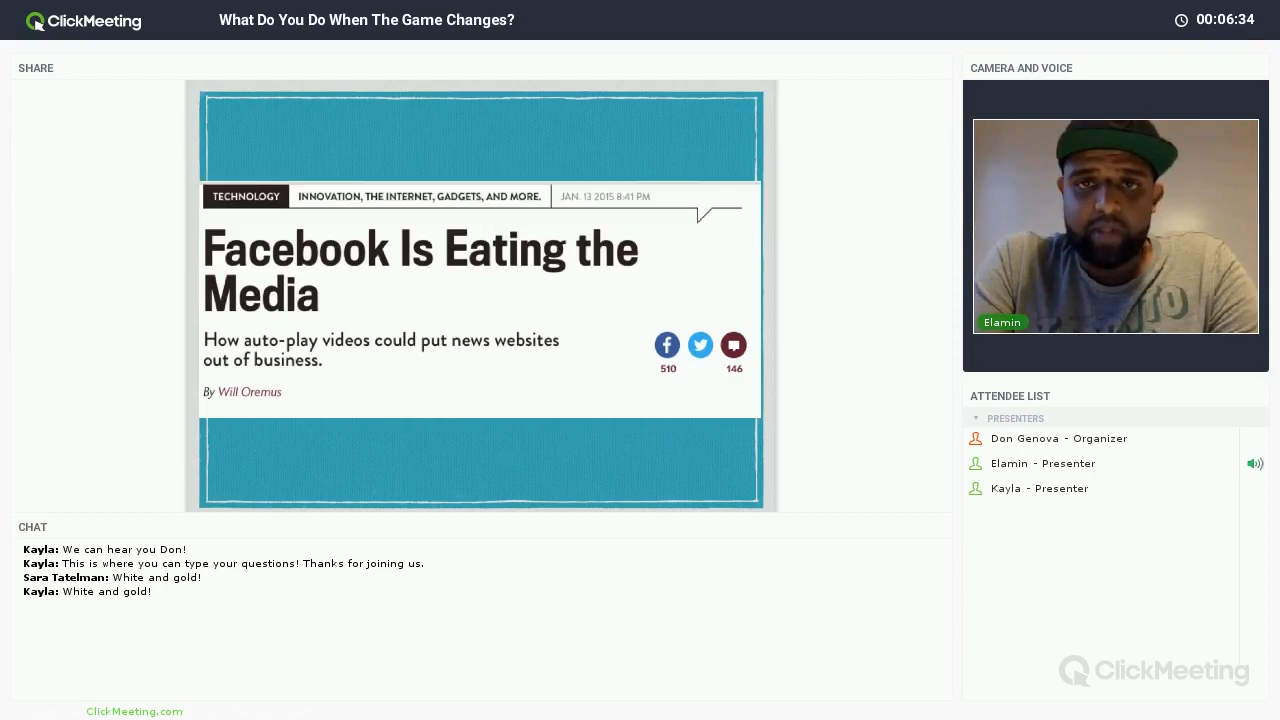 ClickMeeting
What Do You Do When The Game Changes?
00:06:34
SHARE
TECHNOLOGY INNOVATION, THE INTERNET, GADGETS, AND MORE. JAN. 13 2015 8:41 PM
Facebook Is Eating the
Media
How auto-play videos could put news websites
out of business.
510
146
By Will Oremus
CHAT
Kayla: We can hear you Don!
Kayla: This is where you can type your questions! Thanks for joining us.
Sara Tatelman: White and gold!
Kayla: White and gold!
ClickMeeting.com
CAMERA AND VOICE
Elamin
ATTENDEE LIST
PRESENTERS
Don Genova - Organizer
Elamin - Presenter
Kayla - Presenter
ClickMeeting